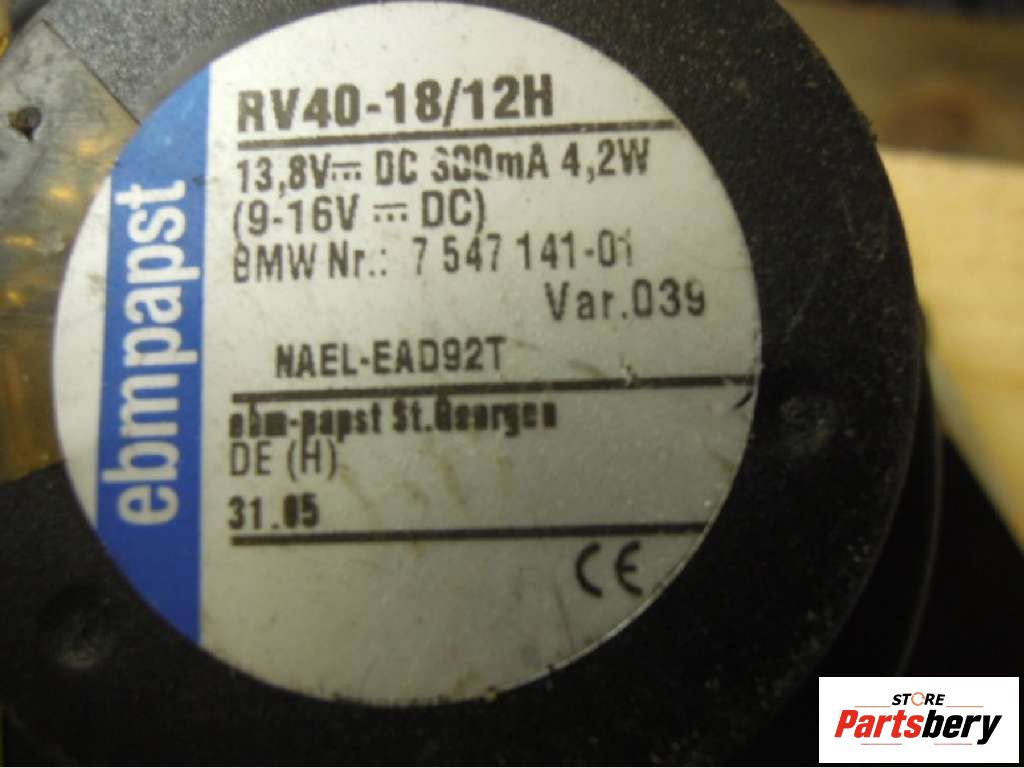 ebmpapst
RV40-18/12H
13,8V⎓ DC 300mA 4,2W
(9-16V ⎓ DC)
BMW Nr.: 7 547 141-01
Var.039
NAEL-EAD92T
ebm-papst St.Georgen
DE (H)
31.05
CE
STORE
Partsbery